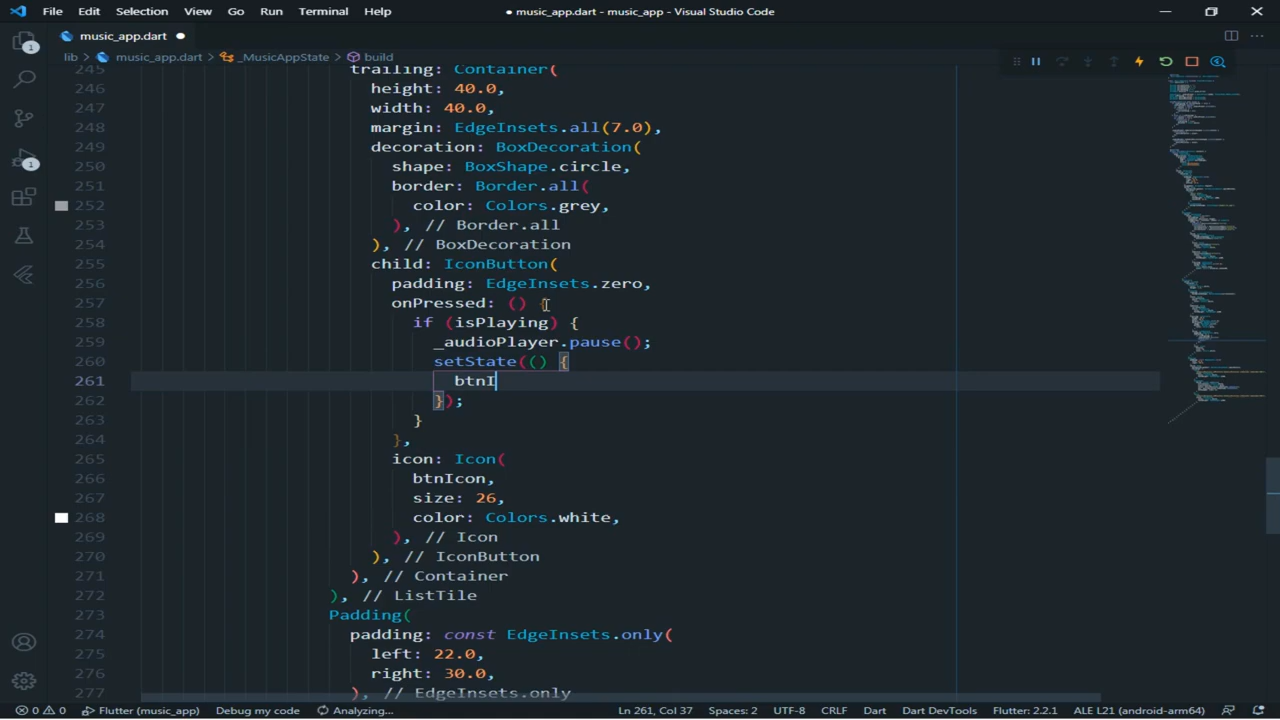 File Edit Selection View Go Run Terminal Help
● music_app.dart - music_app - Visual Studio Code
music_app.dart ●
lib > music_app.dart > _MusicAppState > build
245 trailing: Container(
246 height: 40.0,
247 width: 40.0,
248 margin: EdgeInsets.all(7.0),
249 decoration: BoxDecoration(
250 shape: BoxShape.circle,
251 border: Border.all(
252 color: Colors.grey,
253 ), // Border.all
254 ), // BoxDecoration
255 child: IconButton(
256 padding: EdgeInsets.zero,
257 onPressed: () {
258 if (isPlaying) {
259 _audioPlayer.pause();
260 setState(() {
261 btnI
262 });
263 }
264 },
265 icon: Icon(
266 btnIcon,
267 size: 26,
268 color: Colors.white,
269 ), // Icon
270 ), // IconButton
271 ), // Container
272 ), // ListTile
273 Padding(
274 padding: const EdgeInsets.only(
275 left: 22.0,
276 right: 30.0,
277 ), // EdgeInsets.only
1
1
0 0 Flutter (music_app) Debug my code Analyzing... Ln 261, Col 37 Spaces: 2 UTF-8 CRLF Dart Dart DevTools Flutter: 2.2.1 ALE L21 (android-arm64)